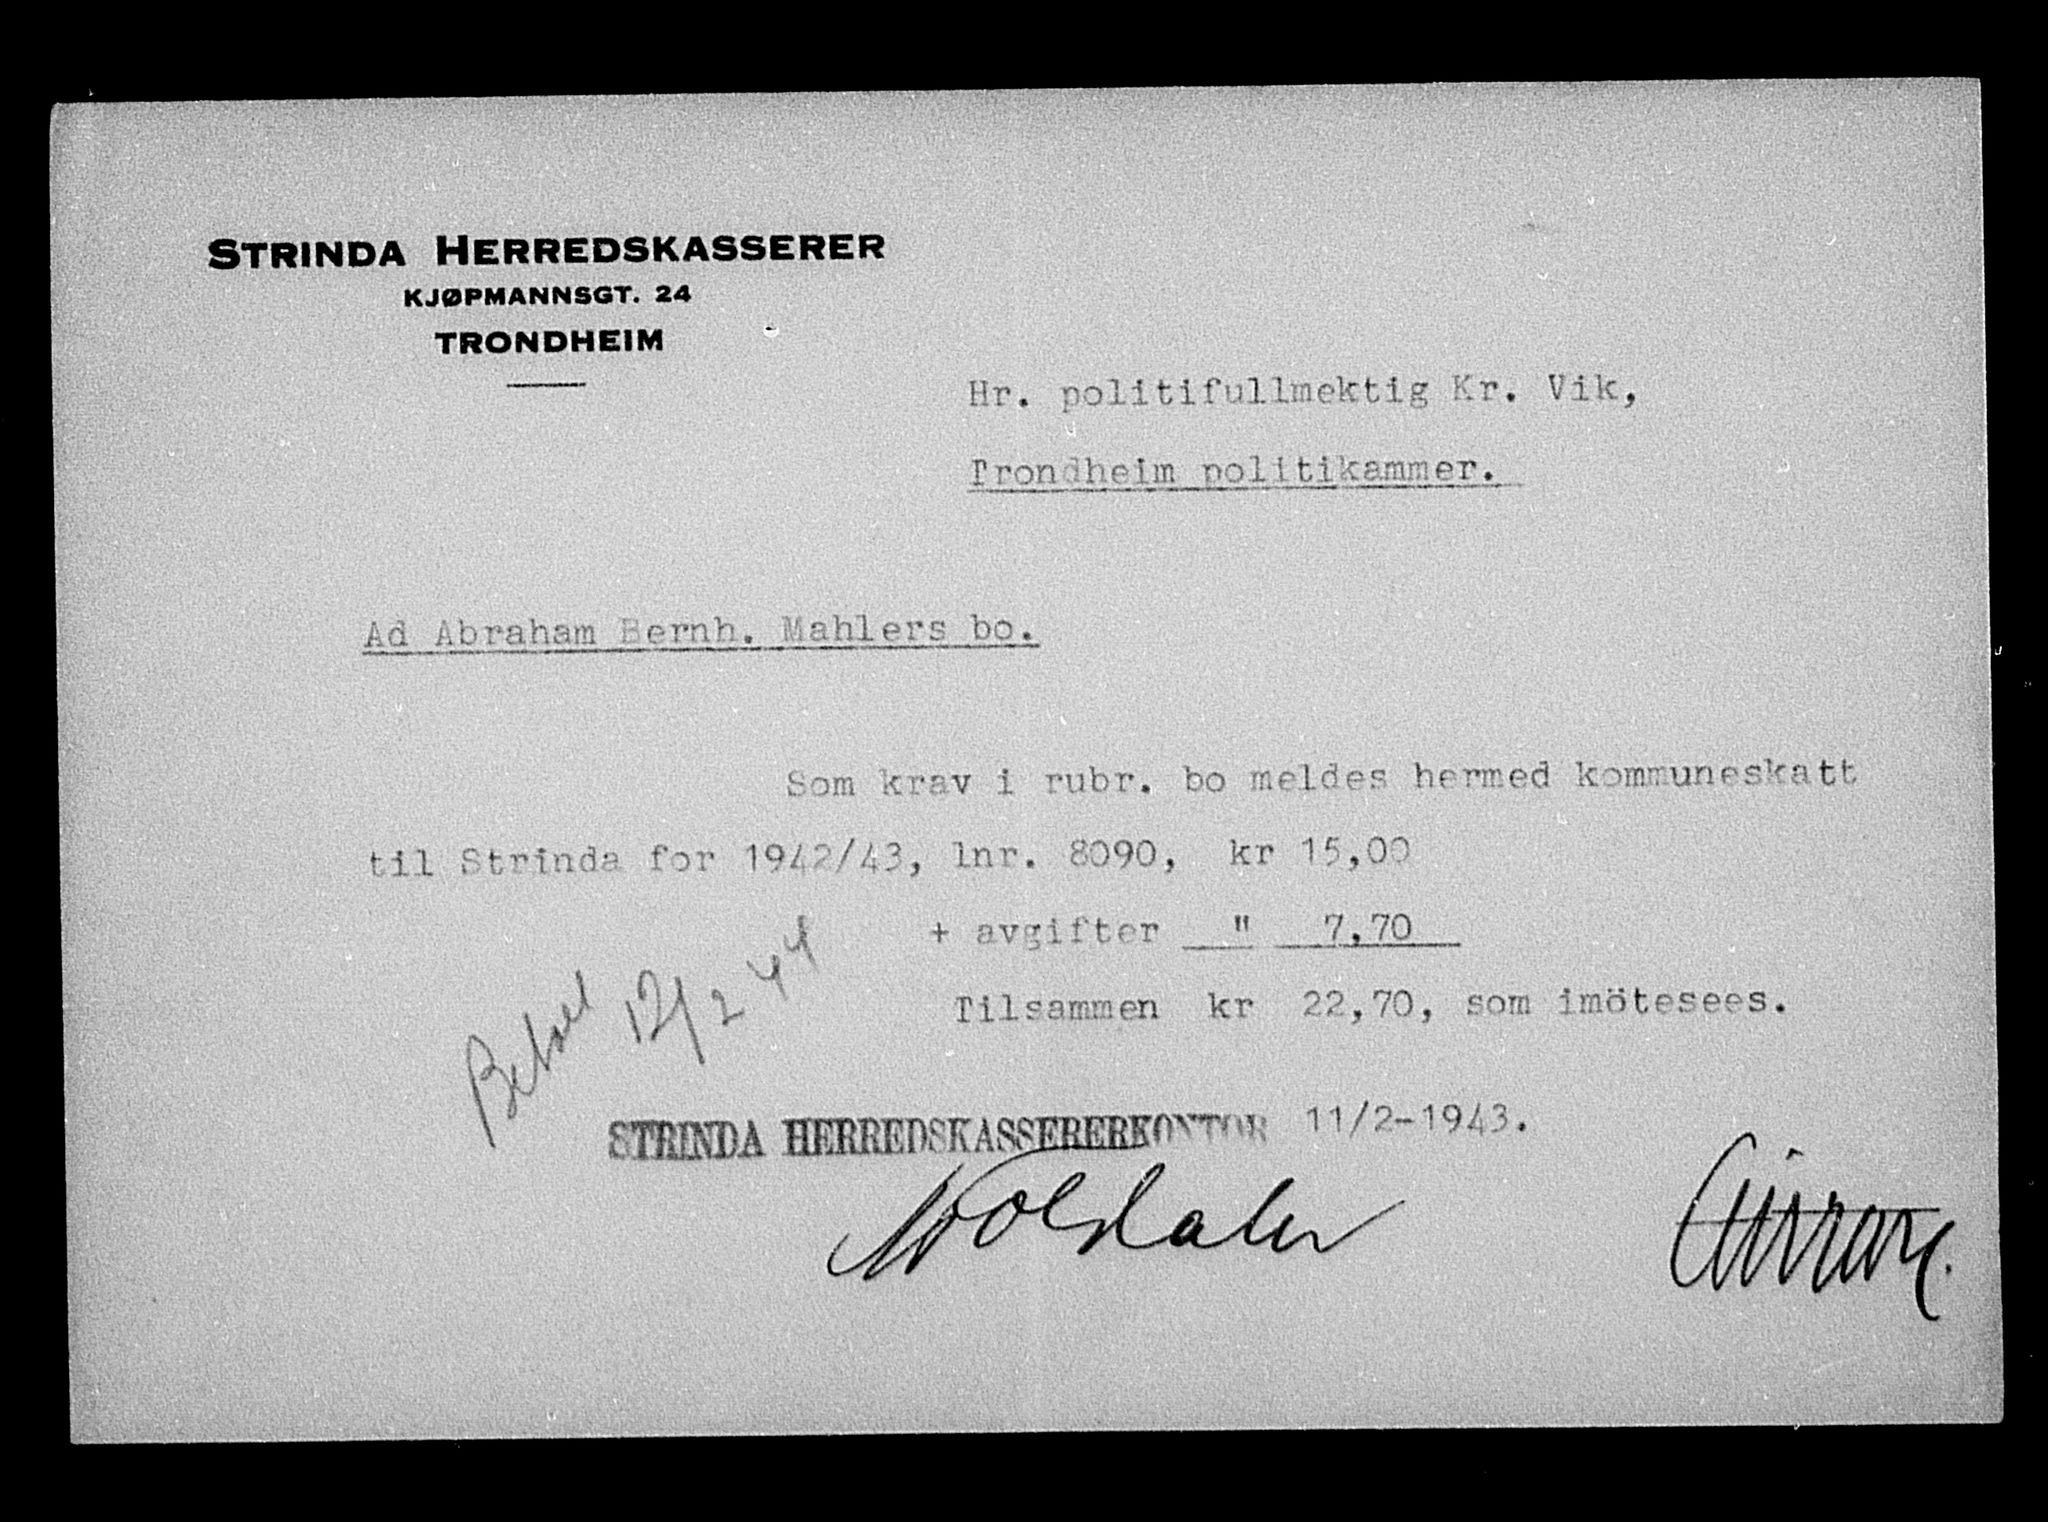 STRINDA HERREDSKASSERER
KJØPMANNSGT. 24
TRONDHEIM
Hr. politifullmektig Kr. Vik,
Trondheim politikammer.
Ad Abraham Bernh. Mahlers bo.
Som krav i rubr. bo meldes hermed kommuneskatt
til Strinda for 1942/43, lnr. 8090, kr 15,00
+ avgifter " 7,70
Tilsammen kr 22,70, som imötesees.
Betalt 12/2 44
STRINDA HERREDSKASSERERKONTOR 11/2-1943.